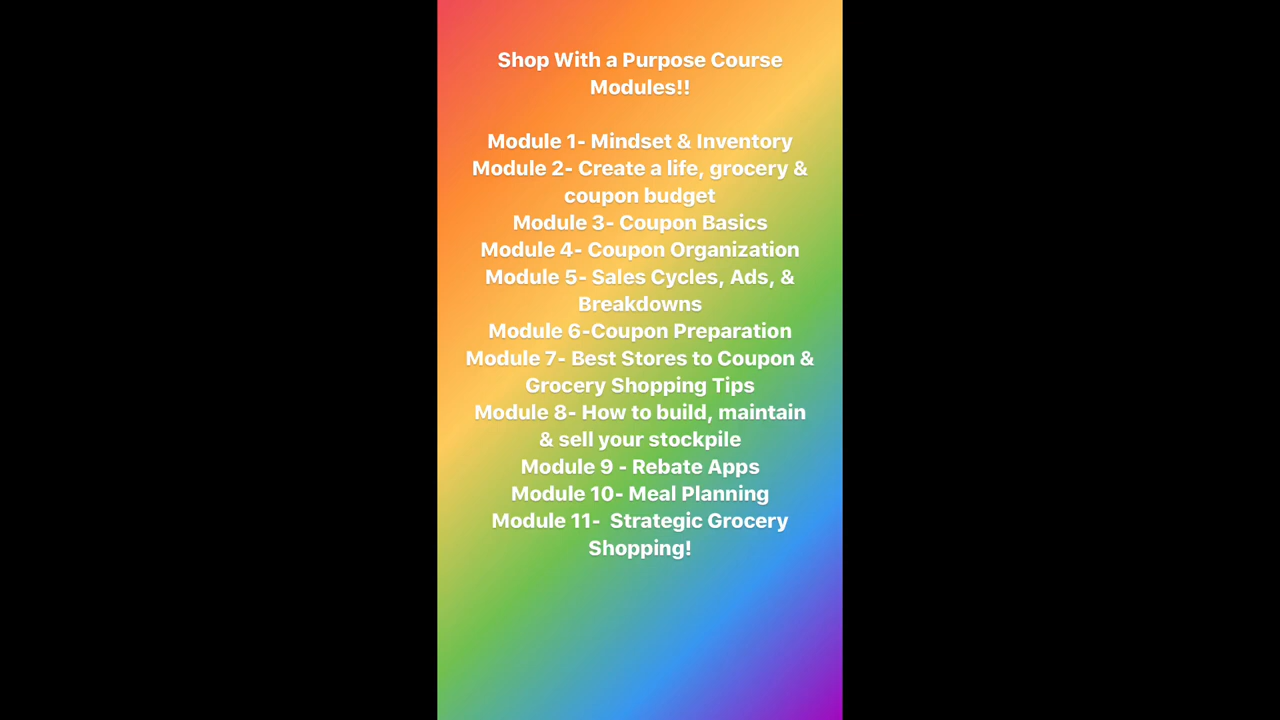 Shop With a Purpose Course
Modules!!
Module 1- Mindset & Inventory
Module 2- Create a life, grocery &
coupon budget
Module 3- Coupon Basics
Module 4- Coupon Organization
Module 5- Sales Cycles, Ads, &
Breakdowns
Module 6-Coupon Preparation
Module 7- Best Stores to Coupon &
Grocery Shopping Tips
Module 8- How to build, maintain
& sell your stockpile
Module 9 - Rebate Apps
Module 10- Meal Planning
Module 11-  Strategic Grocery
Shopping!